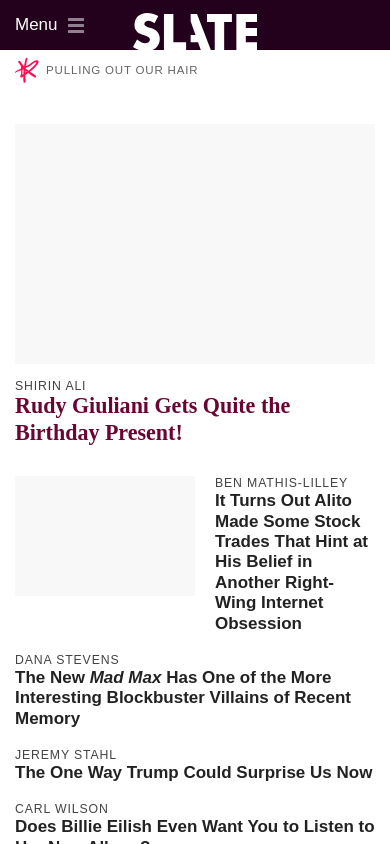 Menu
SLATE
PULLING OUT OUR HAIR
SHIRIN ALI
Rudy Giuliani Gets Quite the
Birthday Present!
BEN MATHIS-LILLEY
It Turns Out Alito
Made Some Stock
Trades That Hint at
His Belief in
Another Right-
Wing Internet
Obsession
DANA STEVENS
The New Mad Max Has One of the More
Interesting Blockbuster Villains of Recent
Memory
JEREMY STAHL
The One Way Trump Could Surprise Us Now
CARL WILSON
Does Billie Eilish Even Want You to Listen to